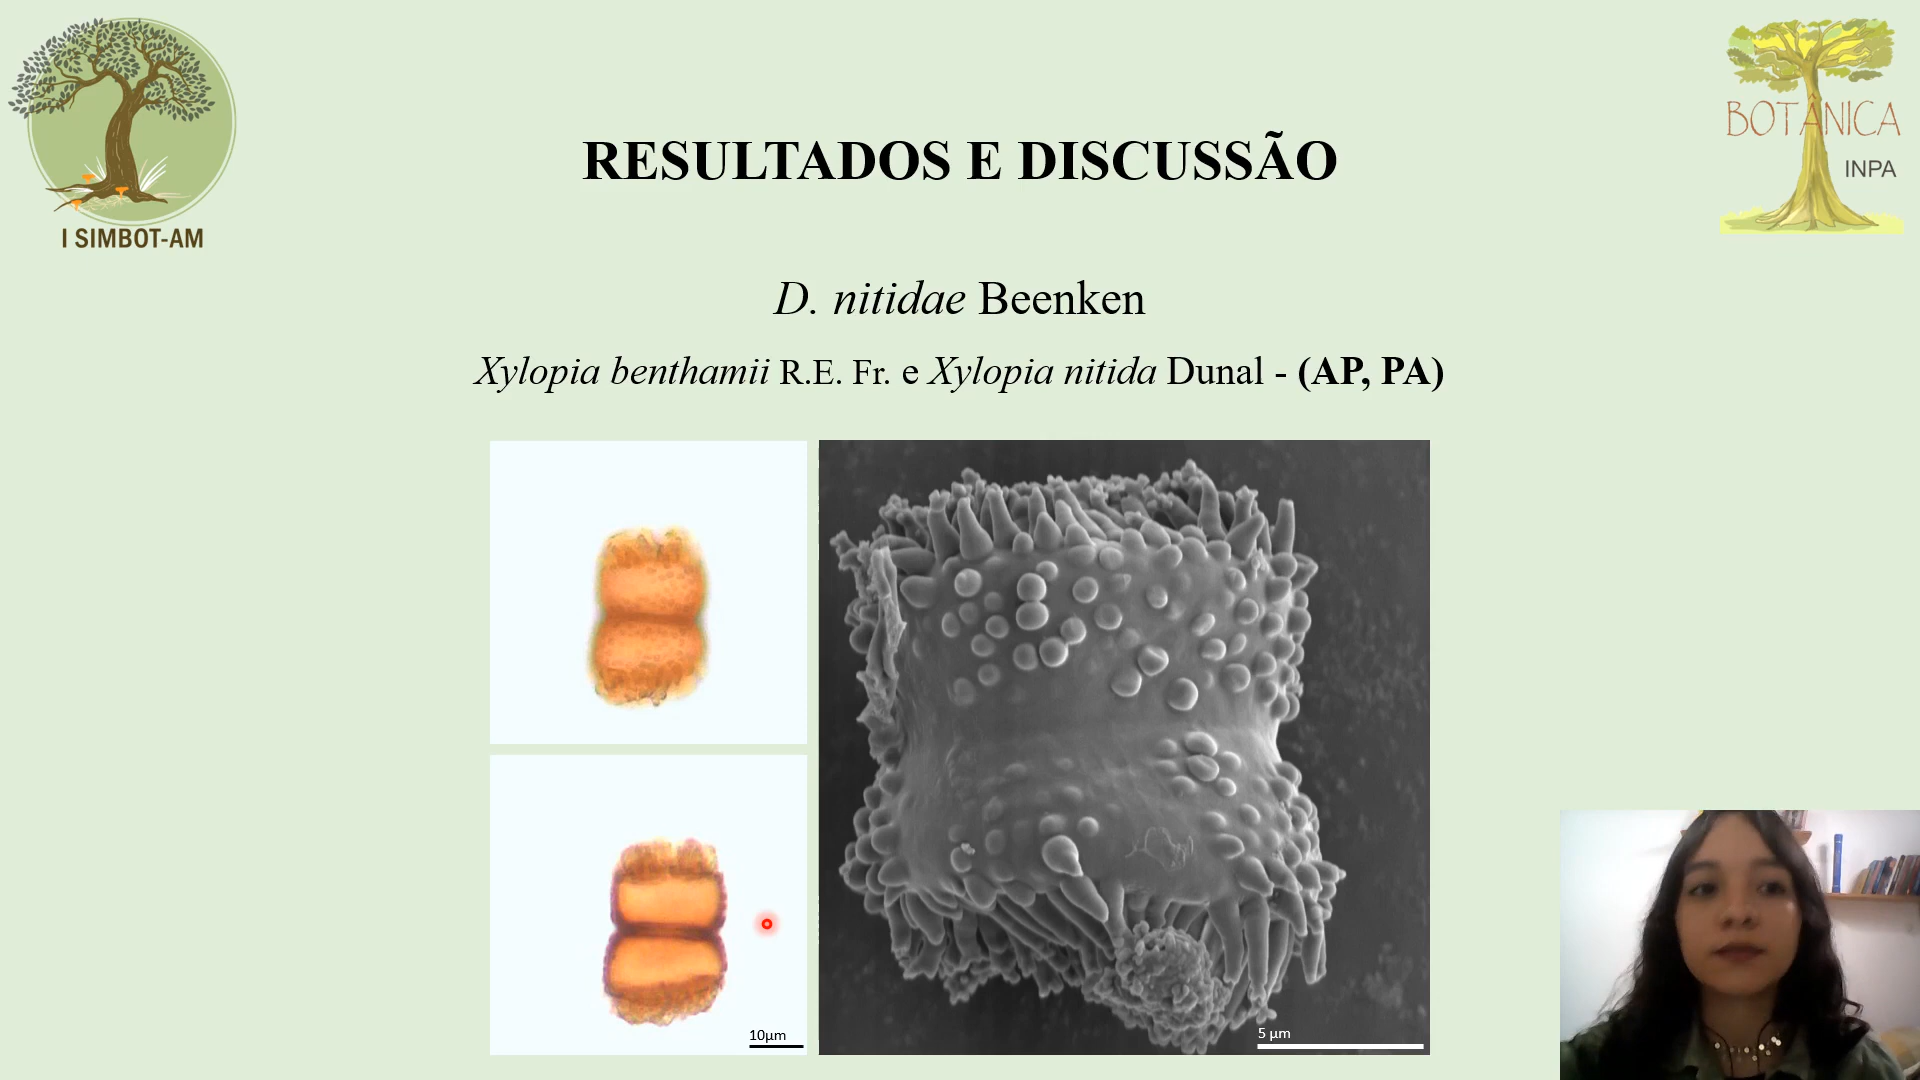 I SIMBOT-AM
BOTÂNICA
INPA
RESULTADOS E DISCUSSÃO
D. nitidae Beenken
Xylopia benthamii R.E. Fr. e Xylopia nitida Dunal - (AP, PA)
10µm
5 µm